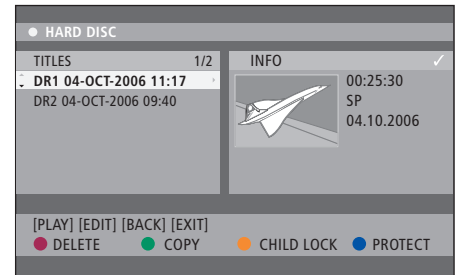 HARD DISC
TITLES 1/2
DR1 04-OCT-2006 11:17
DR2 04-OCT-2006 09:40
INFO
00:25:30
SP
04.10.2006
[PLAY] [EDIT] [BACK] [EXIT]
DELETE COPY CHILD LOCK PROTECT